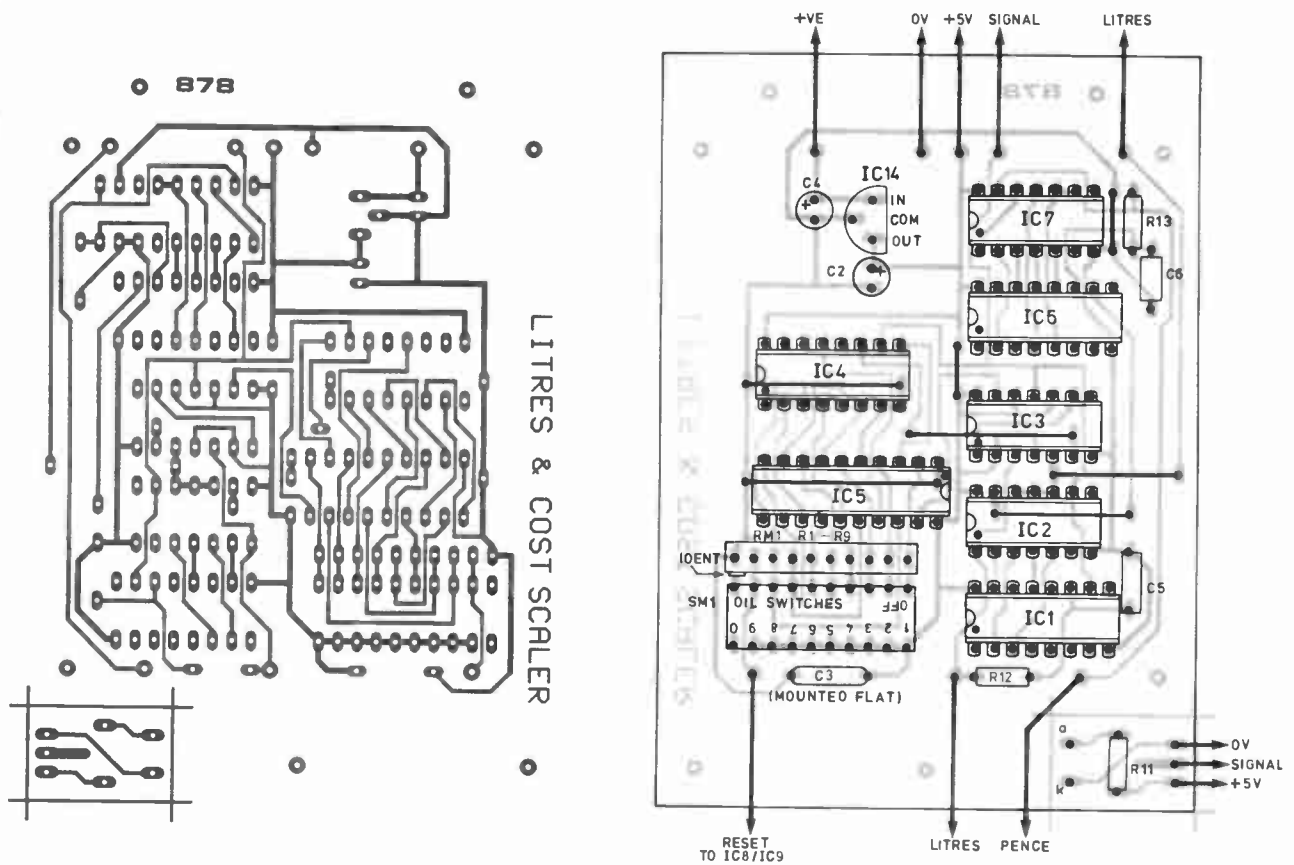 878
LITRES & COST SCALER
+VE
0V
+5V
SIGNAL
LITRES
878
C4
+
IC14
IN
COM
OUT
C2
+
IC7
R13
C6
IC6
IC4
IC3
IC5
IC2
RM1 R1-R9
IDENT
SM1 DIL SWITCHES OFF
0 9 8 7 6 5 4 3 2 1
C5
IC1
C3
(MOUNTED FLAT)
R12
a
k
R11
0V
SIGNAL
+5V
RESET
TO IC8/IC9
LITRES
PENCE